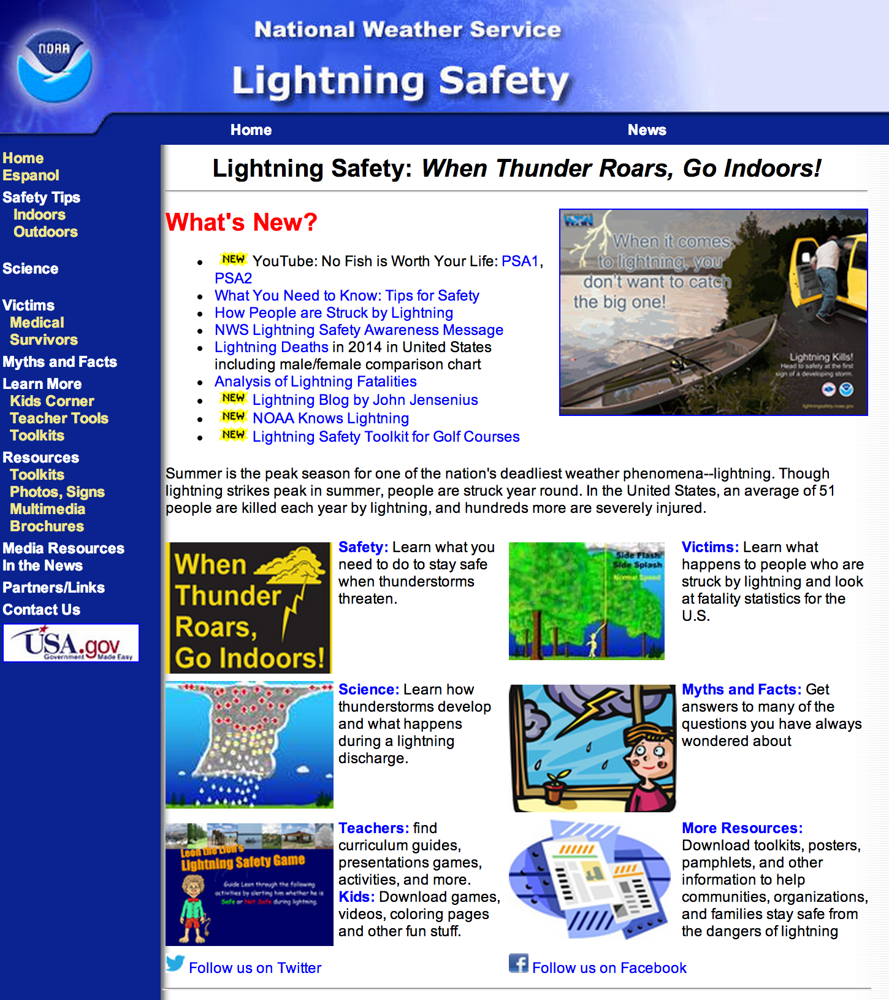 NOAA
National Weather Service
Lightning Safety
Home
News
Home
Espanol
Safety Tips
Indoors
Outdoors
Science
Victims
Medical
Survivors
Myths and Facts
Learn More
Kids Corner
Teacher Tools
Toolkits
Resources
Toolkits
Photos, Signs
Multimedia
Brochures
Media Resources
In the News
Partners/Links
Contact Us
USA.gov
Government Made Easy
Lightning Safety: When Thunder Roars, Go Indoors!
What's New?
NEW YouTube: No Fish is Worth Your Life: PSA1,
PSA2
What You Need to Know: Tips for Safety
How People are Struck by Lightning
NWS Lightning Safety Awareness Message
Lightning Deaths in 2014 in United States
including male/female comparison chart
Analysis of Lightning Fatalities
NEW Lightning Blog by John Jensenius
NEW NOAA Knows Lightning
NEW Lightning Safety Toolkit for Golf Courses
When it comes
to lightning, you
don't want to catch
the big one!
Lightning Kills!
Head to safety at the first
sign of a developing storm.
lightningsafety.noaa.gov
Summer is the peak season for one of the nation's deadliest weather phenomena--lightning. Though
lightning strikes peak in summer, people are struck year round. In the United States, an average of 51
people are killed each year by lightning, and hundreds more are severely injured.
When
Thunder
Roars,
Go Indoors!
Safety: Learn what you
need to do to stay safe
when thunderstorms
threaten.
Side Flash/
Side Splash
Normal Speed
Victims: Learn what
happens to people who are
struck by lightning and look
at fatality statistics for the
U.S.
Science: Learn how
thunderstorms develop
and what happens
during a lightning
discharge.
Myths and Facts: Get
answers to many of the
questions you have always
wondered about
Leon the Lion's
Lightning Safety Game
Guide Leon through the following
activities by alerting him whether he is
Safe or Not Safe during lightning.
Teachers: find
curriculum guides,
presentations games,
activities, and more.
Kids: Download games,
videos, coloring pages
and other fun stuff.
More Resources:
Download toolkits, posters,
pamphlets, and other
information to help
communities, organizations,
and families stay safe from
the dangers of lightning
Follow us on Twitter
Follow us on Facebook